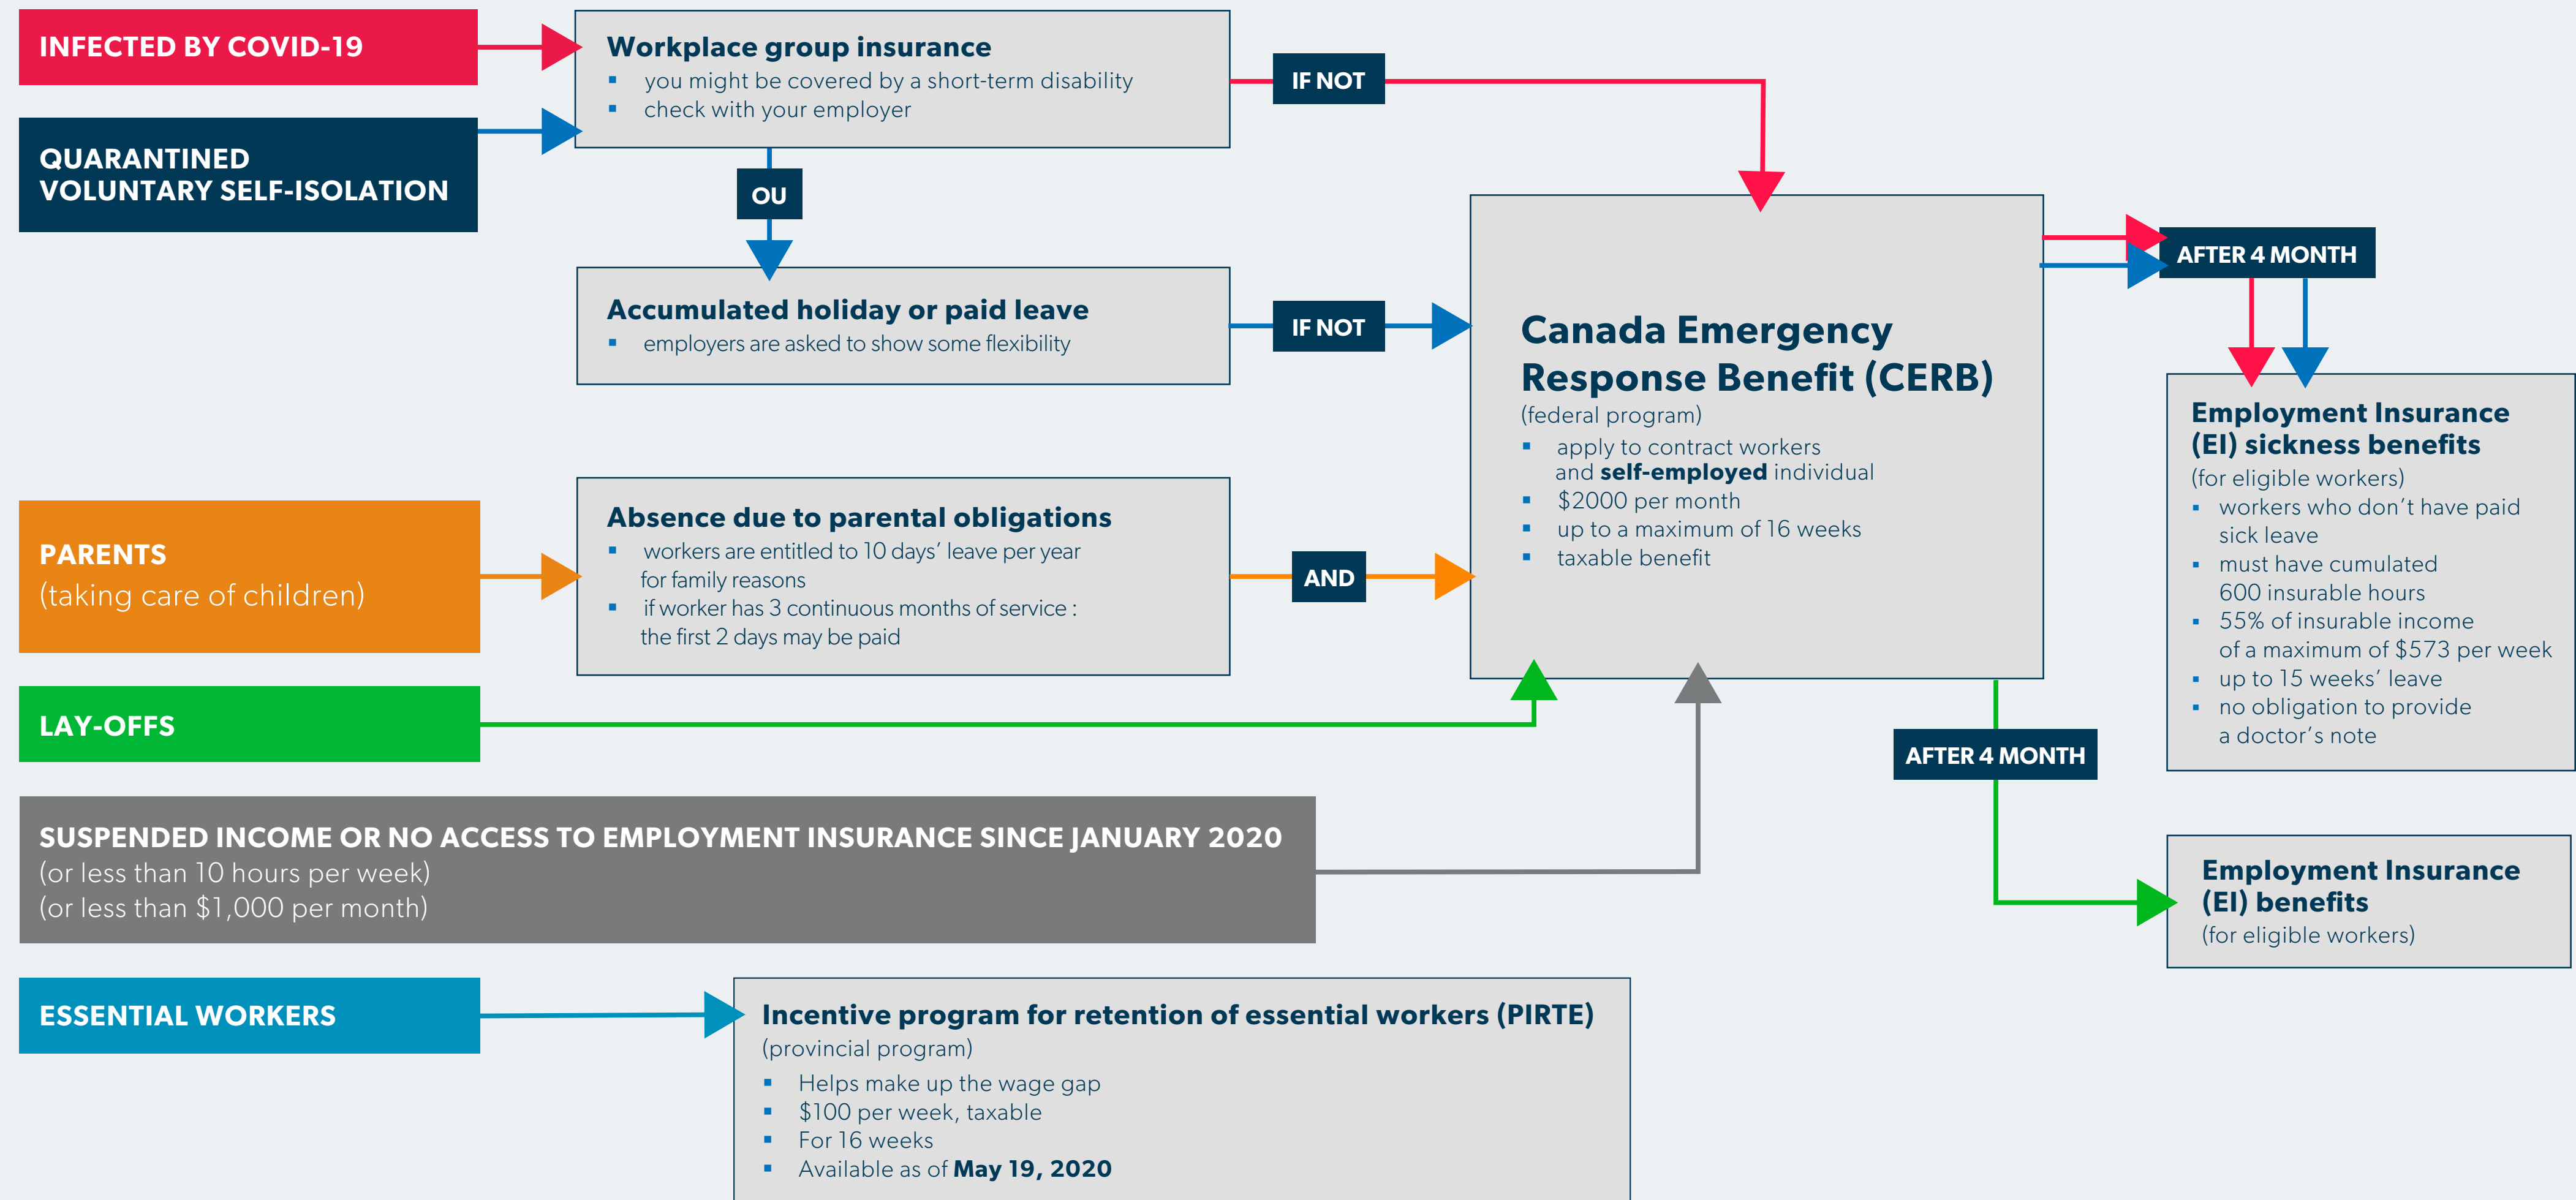 INFECTED BY COVID-19
QUARANTINED
VOLUNTARY SELF-ISOLATION
Workplace group insurance
▪ you might be covered by a short-term disability
▪ check with your employer
IF NOT
OU
Accumulated holiday or paid leave
▪ employers are asked to show some flexibility
IF NOT
PARENTS
(taking care of children)
Absence due to parental obligations
▪ workers are entitled to 10 days’ leave per year
for family reasons
▪ if worker has 3 continuous months of service :
the first 2 days may be paid
AND
Canada Emergency
Response Benefit (CERB)
(federal program)
▪ apply to contract workers
and self-employed individual
▪ $2000 per month
▪ up to a maximum of 16 weeks
▪ taxable benefit
AFTER 4 MONTH
Employment Insurance
(EI) sickness benefits
(for eligible workers)
▪ workers who don’t have paid
sick leave
▪ must have cumulated
600 insurable hours
▪ 55% of insurable income
of a maximum of $573 per week
▪ up to 15 weeks’ leave
▪ no obligation to provide
a doctor’s note
LAY-OFFS
AFTER 4 MONTH
Employment Insurance
(EI) benefits
(for eligible workers)
SUSPENDED INCOME OR NO ACCESS TO EMPLOYMENT INSURANCE SINCE JANUARY 2020
(or less than 10 hours per week)
(or less than $1,000 per month)
ESSENTIAL WORKERS
Incentive program for retention of essential workers (PIRTE)
(provincial program)
▪ Helps make up the wage gap
▪ $100 per week, taxable
▪ For 16 weeks
▪ Available as of May 19, 2020